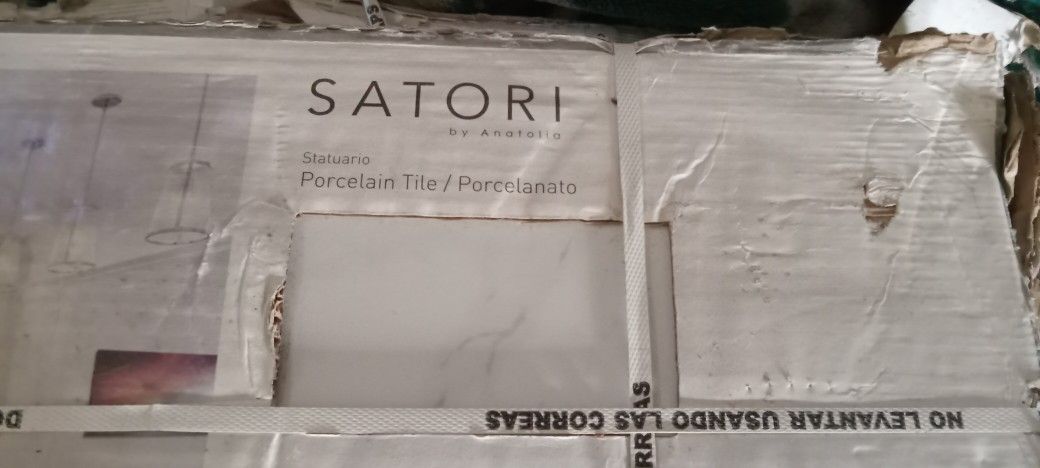 SATORI
by Anatolia
Statuario
Porcelain Tile / Porcelanato
NO LEVANTAR USANDO LAS CORREAS